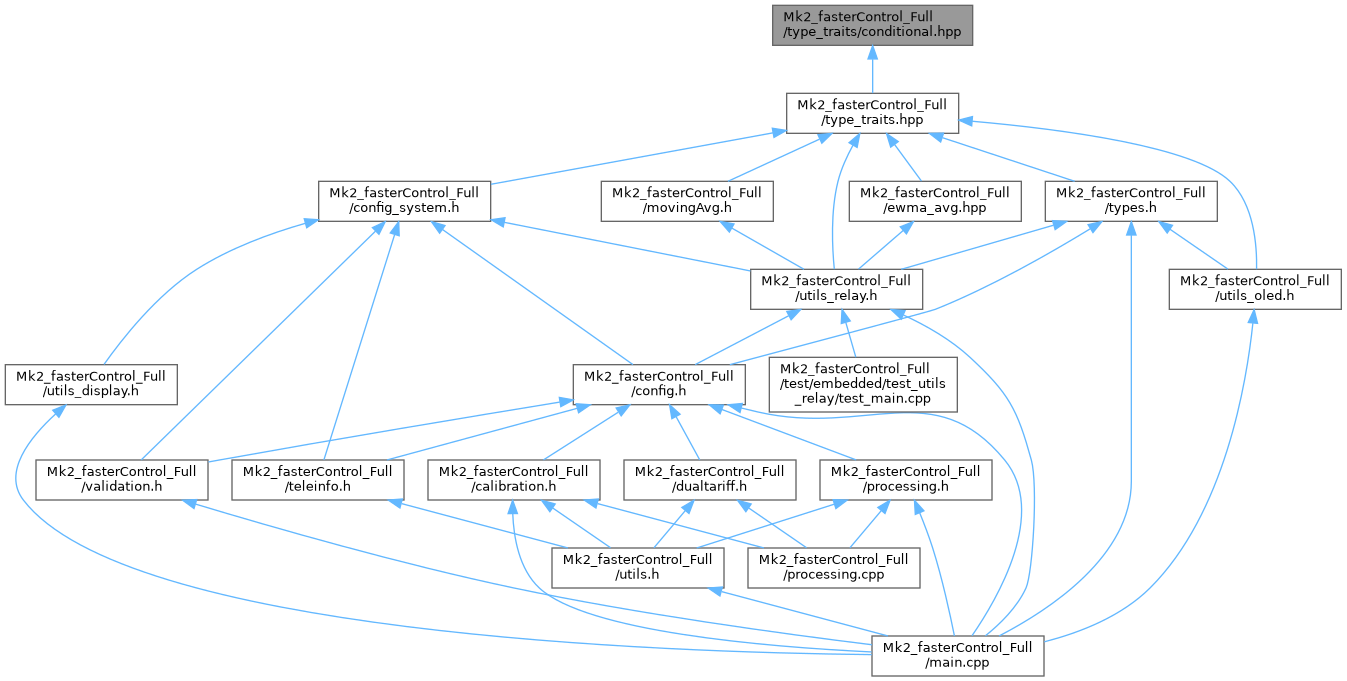 Mk2_fasterControl_Full
/type_traits/conditional.hpp
Mk2_fasterControl_Full
/type_traits.hpp
Mk2_fasterControl_Full
/config_system.h
Mk2_fasterControl_Full
/movingAvg.h
Mk2_fasterControl_Full
/ewma_avg.hpp
Mk2_fasterControl_Full
/types.h
Mk2_fasterControl_Full
/utils_relay.h
Mk2_fasterControl_Full
/utils_oled.h
Mk2_fasterControl_Full
/utils_display.h
Mk2_fasterControl_Full
/config.h
Mk2_fasterControl_Full
/test/embedded/test_utils
_relay/test_main.cpp
Mk2_fasterControl_Full
/validation.h
Mk2_fasterControl_Full
/teleinfo.h
Mk2_fasterControl_Full
/calibration.h
Mk2_fasterControl_Full
/dualtariff.h
Mk2_fasterControl_Full
/processing.h
Mk2_fasterControl_Full
/utils.h
Mk2_fasterControl_Full
/processing.cpp
Mk2_fasterControl_Full
/main.cpp